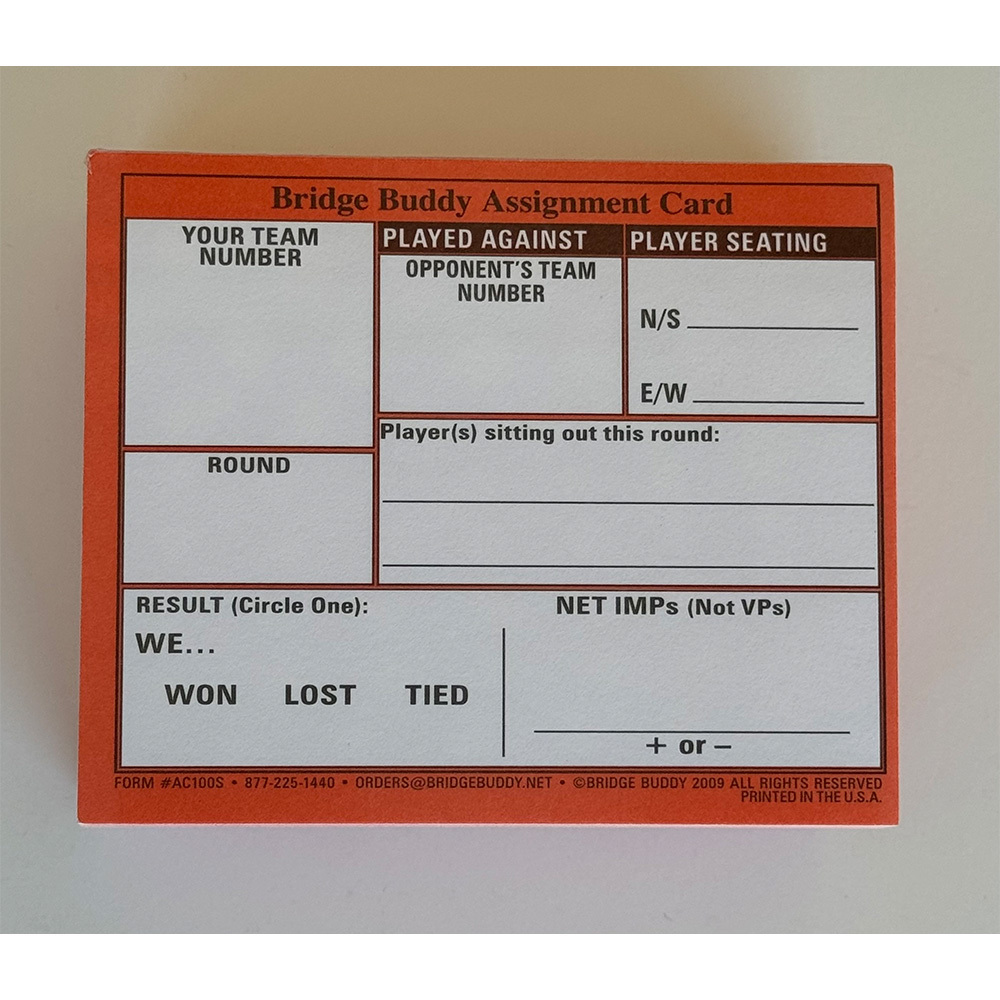 Bridge Buddy Assignment Card
YOUR TEAM
NUMBER
PLAYED AGAINST
OPPONENT'S TEAM
NUMBER
PLAYER SEATING
N/S
E/W
Player(s) sitting out this round:
ROUND
RESULT (Circle One):
WE...
WON LOST TIED
NET IMPs (Not VPs)
+ or –
FORM #AC100S • 877-225-1440 • ORDERS@BRIDGEBUDDY.NET • ©BRIDGE BUDDY 2009 ALL RIGHTS RESERVED
PRINTED IN THE U.S.A.